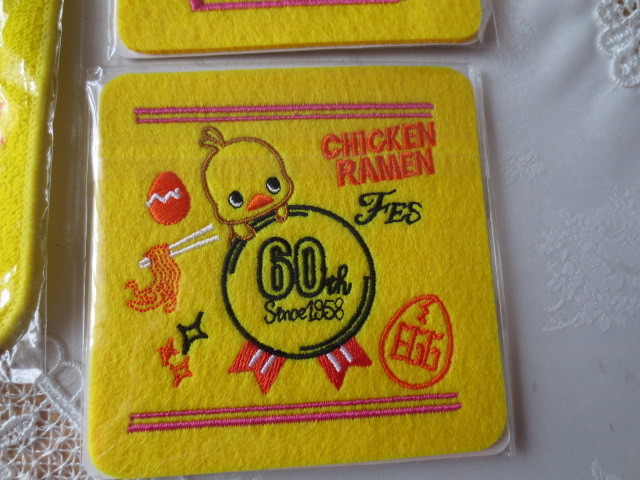 CHICKEN
RAMEN
FES
60th
Since1958
& EGG